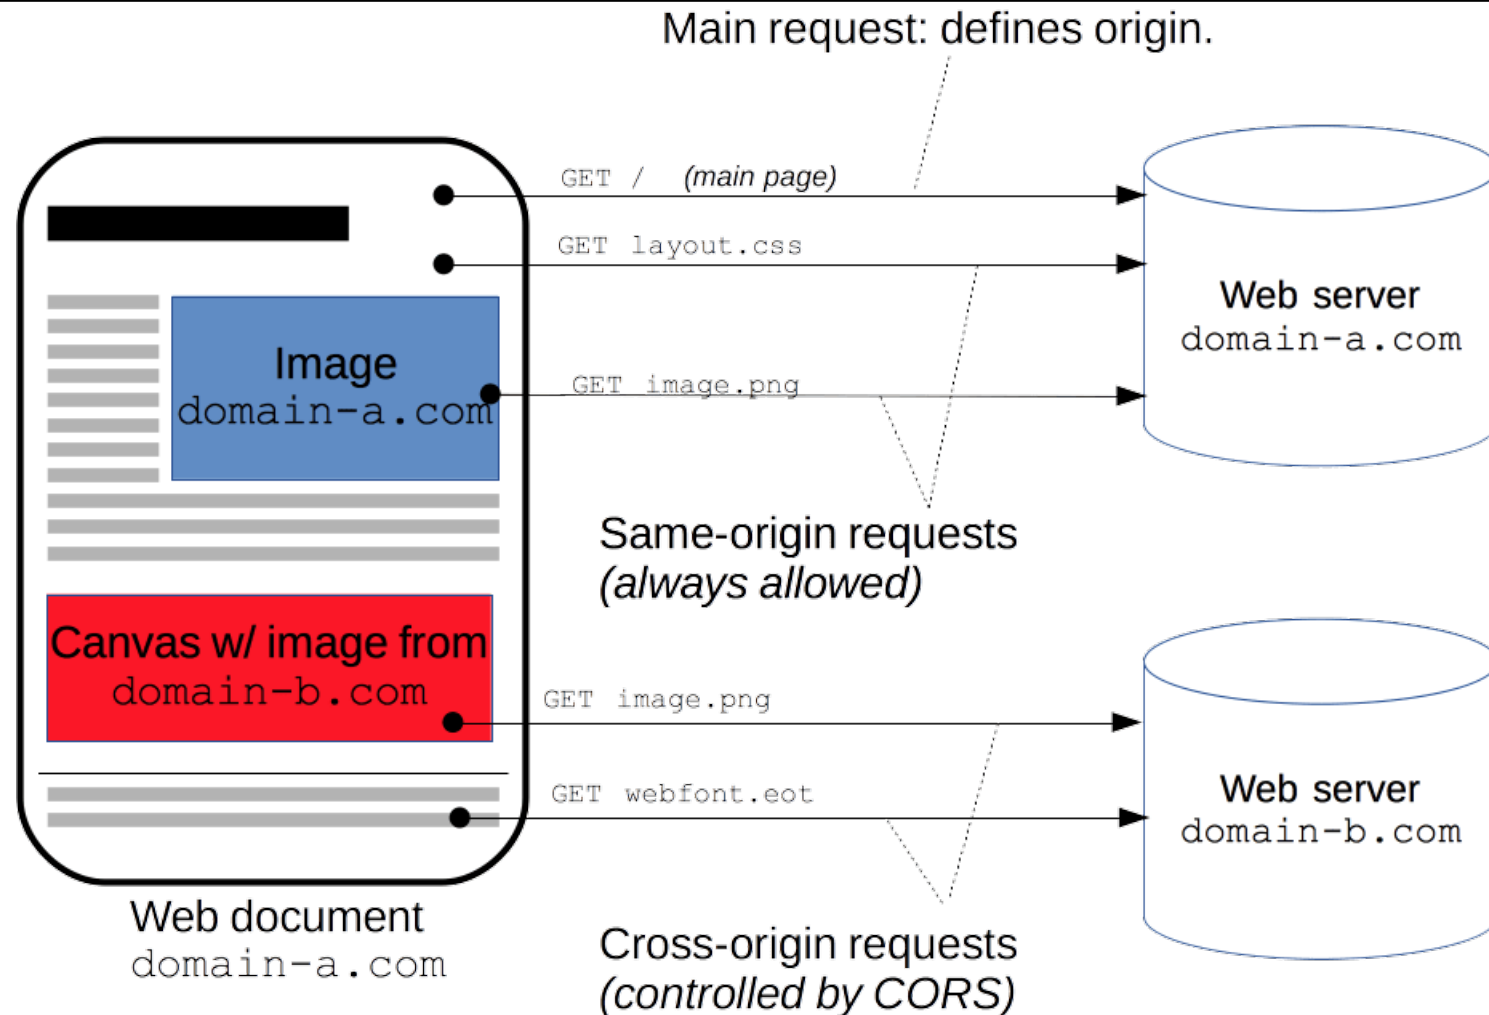 Main request: defines origin.
GET / (main page)
GET layout.css
Image
domain-a.com
GET image.png
Web server
domain-a.com
Same-origin requests
(always allowed)
Canvas w/ image from
domain-b.com
GET image.png
GET webfont.eot
Web server
domain-b.com
Web document
domain-a.com
Cross-origin requests
(controlled by CORS)